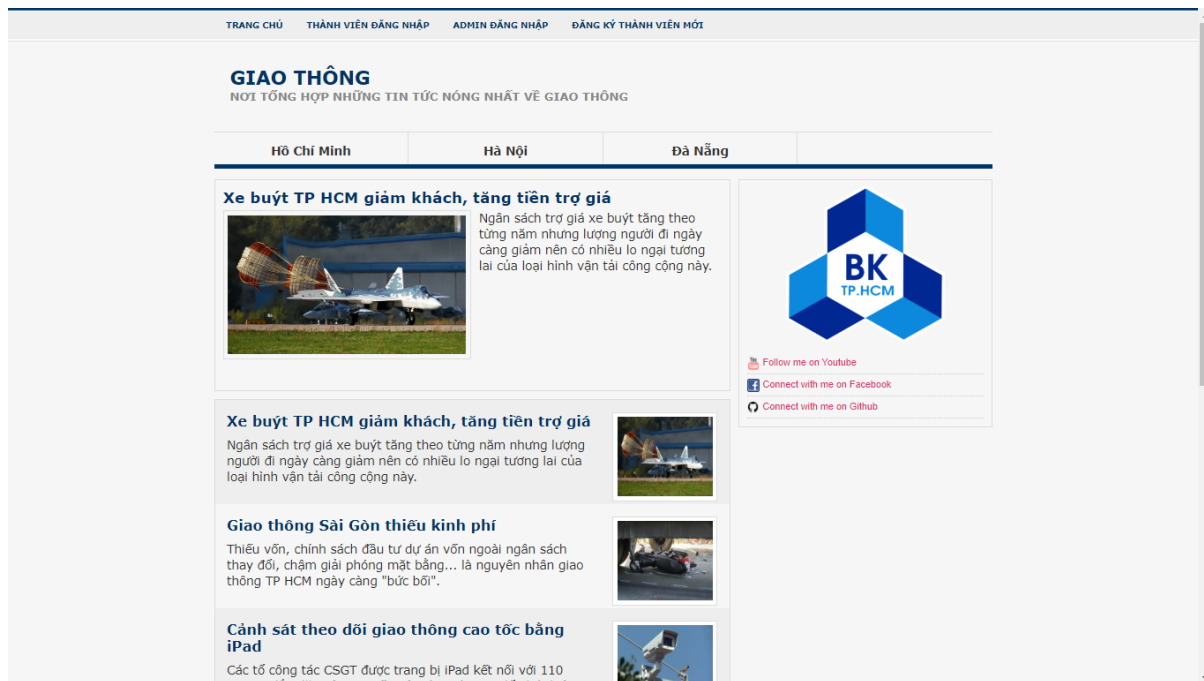 TRANG CHỦ THÀNH VIÊN ĐĂNG NHẬP ADMIN ĐĂNG NHẬP ĐĂNG KÝ THÀNH VIÊN MỚI
GIAO THÔNG
NƠI TỔNG HỢP NHỮNG TIN TỨC NÓNG NHẤT VỀ GIAO THÔNG
Hồ Chí Minh Hà Nội Đà Nẵng
Xe buýt TP HCM giảm khách, tăng tiền trợ giá
Ngân sách trợ giá xe buýt tăng theo
từng năm nhưng lượng người đi ngày
càng giảm nên có nhiều lo ngại tương
lai của loại hình vận tải công cộng này.
BK
TP.HCM
Follow me on Youtube
Connect with me on Facebook
Connect with me on Github
Xe buýt TP HCM giảm khách, tăng tiền trợ giá
Ngân sách trợ giá xe buýt tăng theo từng năm nhưng lượng
người đi ngày càng giảm nên có nhiều lo ngại tương lai của
loại hình vận tải công cộng này.
Giao thông Sài Gòn thiếu kinh phí
Thiếu vốn, chính sách đầu tư dự án vốn ngoài ngân sách
thay đổi, chậm giải phóng mặt bằng... là nguyên nhân giao
thông TP HCM ngày càng "bức bối".
Cảnh sát theo dõi giao thông cao tốc bằng
iPad
Các tổ công tác CSGT được trang bị iPad kết nối với 110